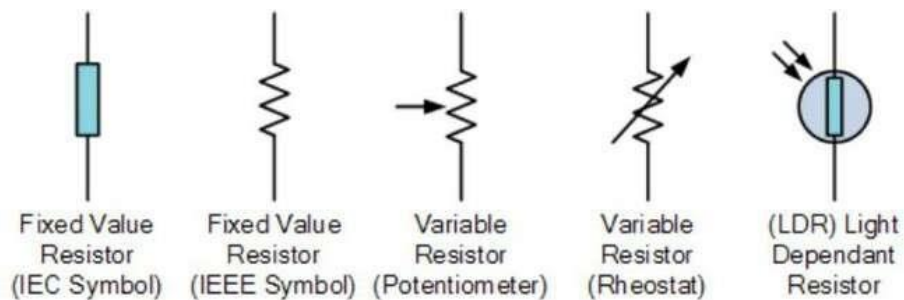 Fixed Value
Resistor
(IEC Symbol)
Fixed Value
Resistor
(IEEE Symbol)
Variable
Resistor
(Potentiometer)
Variable
Resistor
(Rheostat)
(LDR) Light
Dependant
Resistor